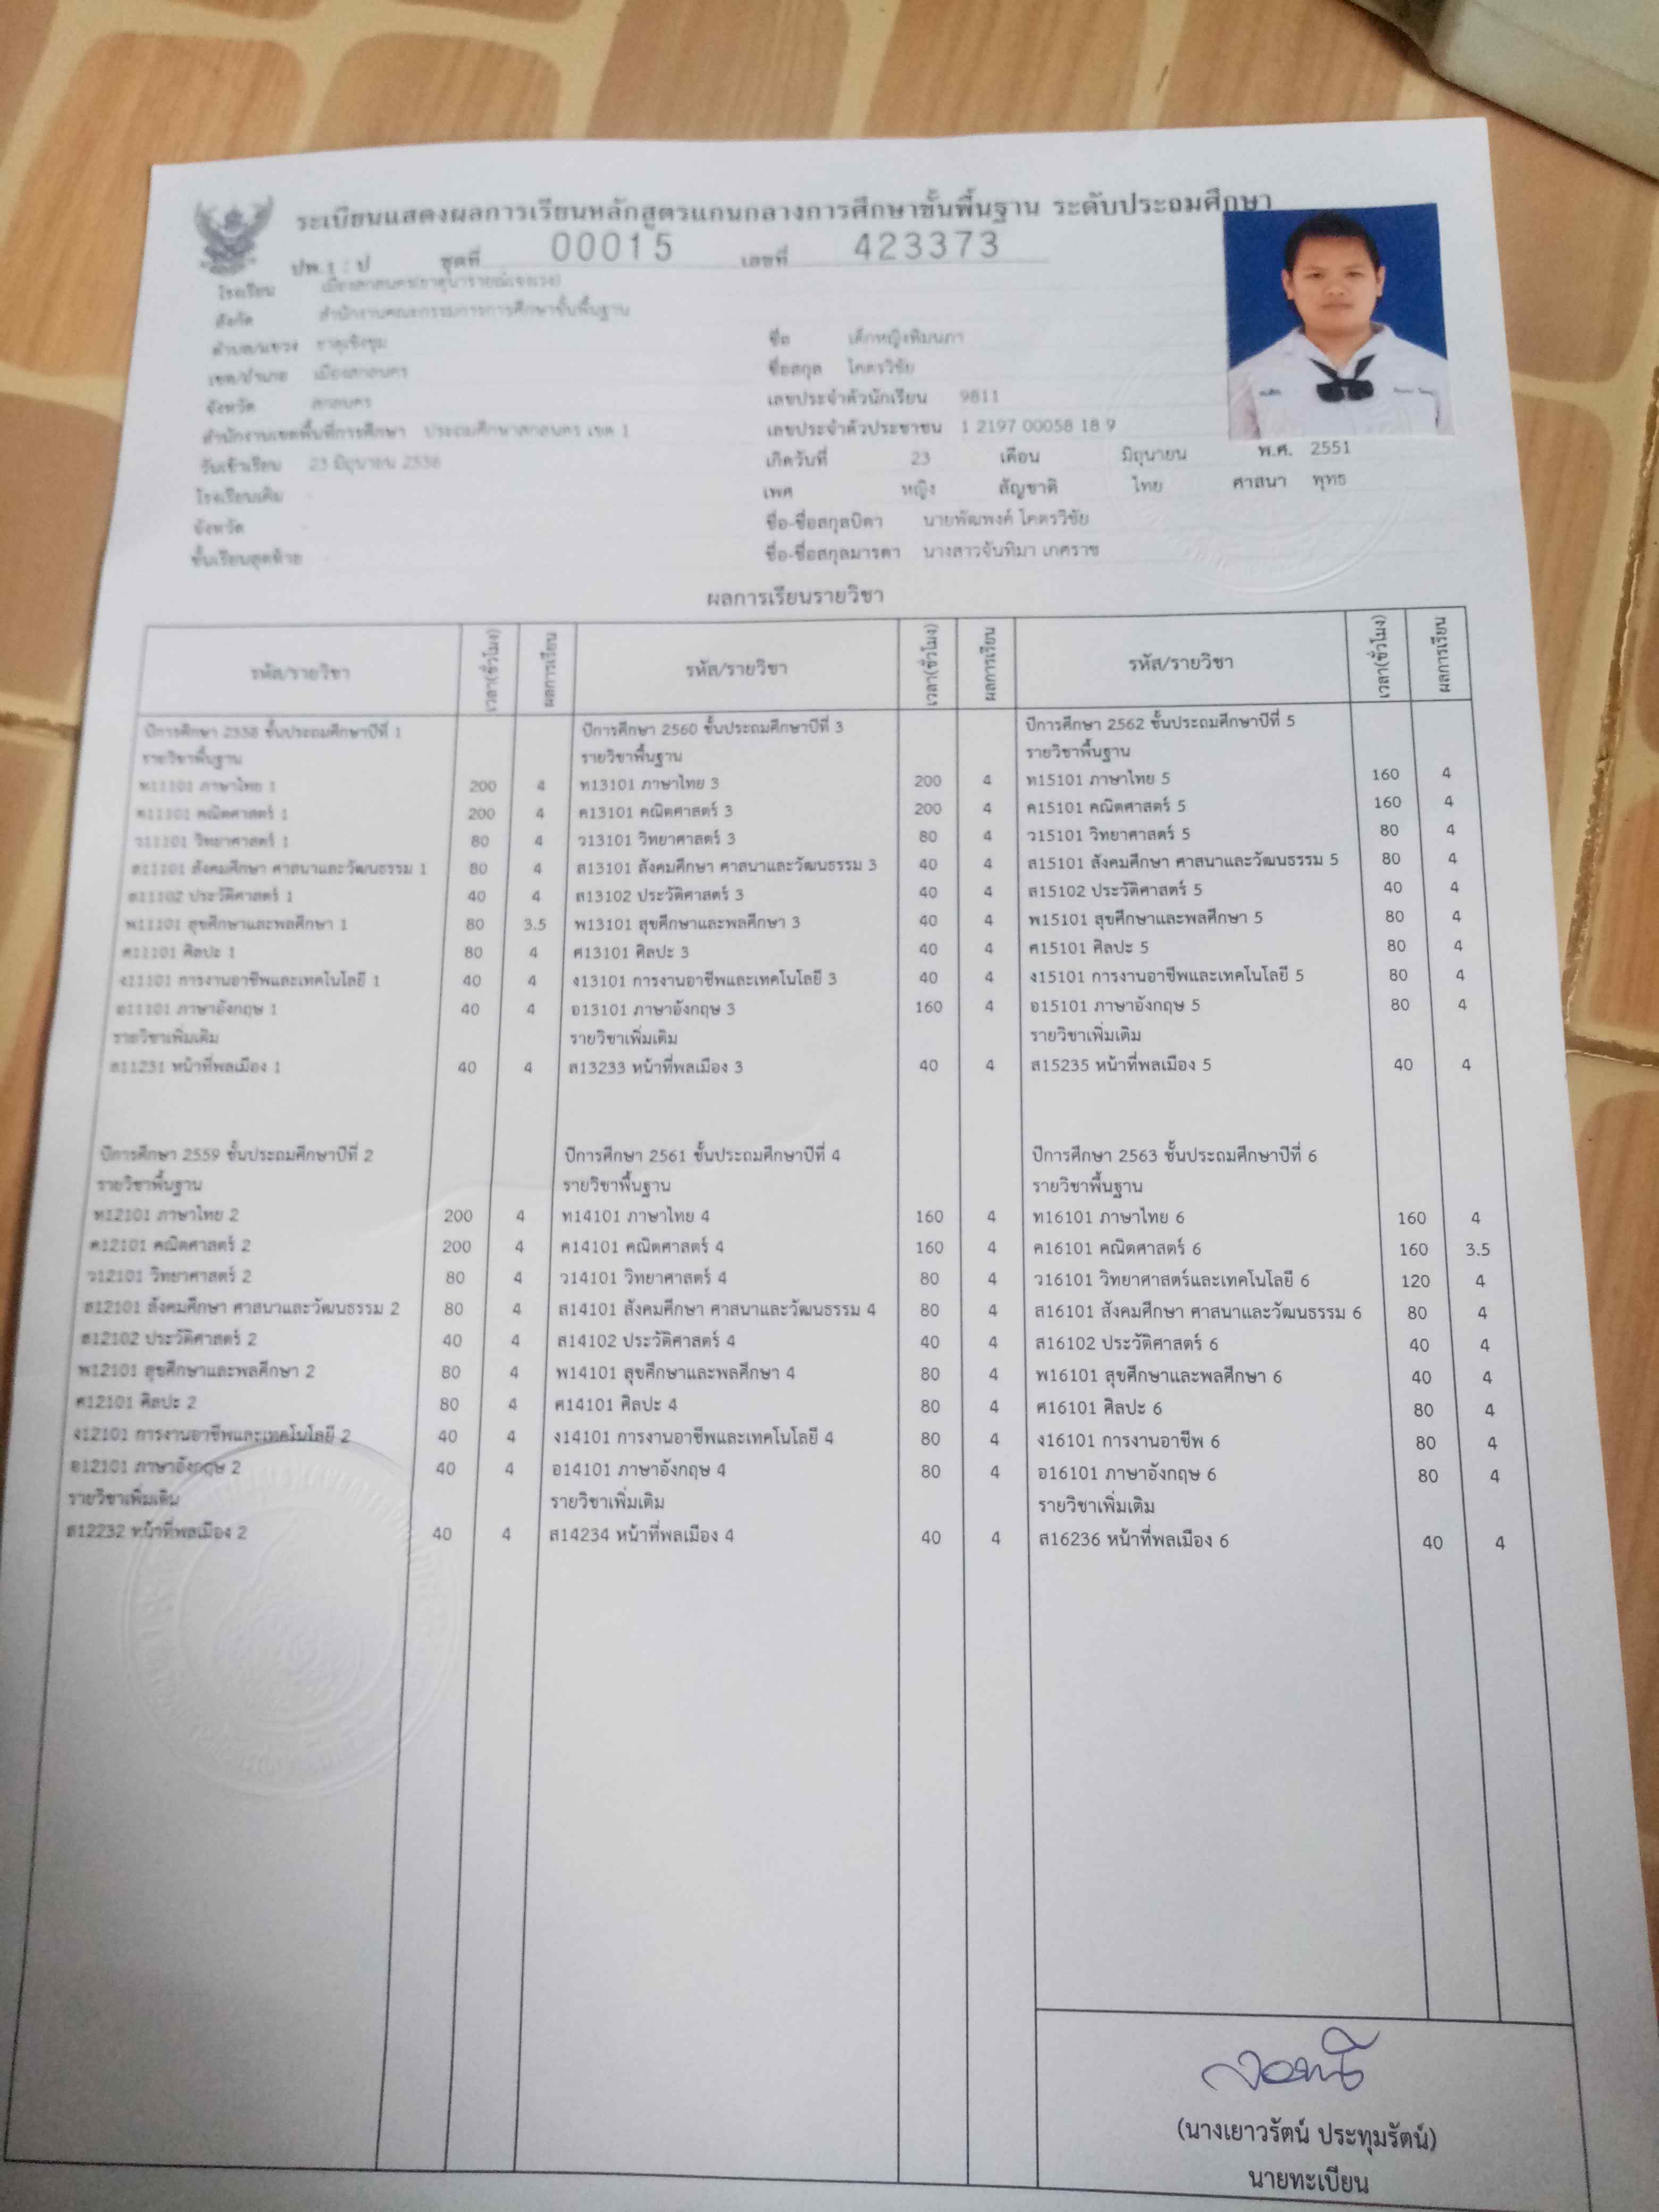 ระเบียนแสดงผลการเรียนหลักสูตรแกนกลางการศึกษาขั้นพื้นฐาน ระดับประถมศึกษา
ปพ.1 : ป ชุดที่ 00015 เลขที่ 423373
โรงเรียน เมืองสกลนคร(ธาตุนารายณ์เจงเวง)
สังกัด สำนักงานคณะกรรมการการศึกษาขั้นพื้นฐาน
ตำบล/แขวง ธาตุเชิงชุม
เขต/อำเภอ เมืองสกลนคร
จังหวัด สกลนคร
สำนักงานเขตพื้นที่การศึกษา ประถมศึกษาสกลนคร เขต 1
วันเข้าเรียน 23 มิถุนายน 2558
โรงเรียนเดิม -
จังหวัด -
ชั้นเรียนสุดท้าย -
ชื่อ เด็กหญิงพิมนภา
ชื่อสกุล โคตรวิชัย
เลขประจำตัวนักเรียน 9811
เลขประจำตัวประชาชน 1 2197 00058 18 9
เกิดวันที่ 23 เดือน มิถุนายน พ.ศ. 2551
เพศ หญิง สัญชาติ ไทย ศาสนา พุทธ
ชื่อ-ชื่อสกุลบิดา นายพัฒพงค์ โคตรวิชัย
ชื่อ-ชื่อสกุลมารดา นางสาวจันทิมา เกศราช
ผลการเรียนรายวิชา
รหัส/รายวิชา เวลา(ชั่วโมง) ผลการเรียน รหัส/รายวิชา เวลา(ชั่วโมง) ผลการเรียน รหัส/รายวิชา เวลา(ชั่วโมง) ผลการเรียน
ปีการศึกษา 2558 ชั้นประถมศึกษาปีที่ 1
รายวิชาพื้นฐาน
ท11101 ภาษาไทย 1 200 4
ค11101 คณิตศาสตร์ 1 200 4
ว11101 วิทยาศาสตร์ 1 80 4
ส11101 สังคมศึกษา ศาสนาและวัฒนธรรม 1 80 4
ส11102 ประวัติศาสตร์ 1 40 4
พ11101 สุขศึกษาและพลศึกษา 1 80 3.5
ศ11101 ศิลปะ 1 80 4
ง11101 การงานอาชีพและเทคโนโลยี 1 40 4
อ11101 ภาษาอังกฤษ 1 40 4
รายวิชาเพิ่มเติม
ส11231 หน้าที่พลเมือง 1 40 4
ปีการศึกษา 2559 ชั้นประถมศึกษาปีที่ 2
รายวิชาพื้นฐาน
ท12101 ภาษาไทย 2 200 4
ค12101 คณิตศาสตร์ 2 200 4
ว12101 วิทยาศาสตร์ 2 80 4
ส12101 สังคมศึกษา ศาสนาและวัฒนธรรม 2 80 4
ส12102 ประวัติศาสตร์ 2 40 4
พ12101 สุขศึกษาและพลศึกษา 2 80 4
ศ12101 ศิลปะ 2 80 4
ง12101 การงานอาชีพและเทคโนโลยี 2 40 4
อ12101 ภาษาอังกฤษ 2 40 4
รายวิชาเพิ่มเติม
ส12232 หน้าที่พลเมือง 2 40 4
ปีการศึกษา 2560 ชั้นประถมศึกษาปีที่ 3
รายวิชาพื้นฐาน
ท13101 ภาษาไทย 3 200 4
ค13101 คณิตศาสตร์ 3 200 4
ว13101 วิทยาศาสตร์ 3 80 4
ส13101 สังคมศึกษา ศาสนาและวัฒนธรรม 3 40 4
ส13102 ประวัติศาสตร์ 3 40 4
พ13101 สุขศึกษาและพลศึกษา 3 40 4
ศ13101 ศิลปะ 3 40 4
ง13101 การงานอาชีพและเทคโนโลยี 3 40 4
อ13101 ภาษาอังกฤษ 3 160 4
รายวิชาเพิ่มเติม
ส13233 หน้าที่พลเมือง 3 40 4
ปีการศึกษา 2561 ชั้นประถมศึกษาปีที่ 4
รายวิชาพื้นฐาน
ท14101 ภาษาไทย 4 160 4
ค14101 คณิตศาสตร์ 4 160 4
ว14101 วิทยาศาสตร์ 4 80 4
ส14101 สังคมศึกษา ศาสนาและวัฒนธรรม 4 80 4
ส14102 ประวัติศาสตร์ 4 40 4
พ14101 สุขศึกษาและพลศึกษา 4 80 4
ศ14101 ศิลปะ 4 80 4
ง14101 การงานอาชีพและเทคโนโลยี 4 80 4
อ14101 ภาษาอังกฤษ 4 80 4
รายวิชาเพิ่มเติม
ส14234 หน้าที่พลเมือง 4 40 4
ปีการศึกษา 2562 ชั้นประถมศึกษาปีที่ 5
รายวิชาพื้นฐาน
ท15101 ภาษาไทย 5 160 4
ค15101 คณิตศาสตร์ 5 160 4
ว15101 วิทยาศาสตร์ 5 80 4
ส15101 สังคมศึกษา ศาสนาและวัฒนธรรม 5 80 4
ส15102 ประวัติศาสตร์ 5 40 4
พ15101 สุขศึกษาและพลศึกษา 5 80 4
ศ15101 ศิลปะ 5 80 4
ง15101 การงานอาชีพและเทคโนโลยี 5 80 4
อ15101 ภาษาอังกฤษ 5 80 4
รายวิชาเพิ่มเติม
ส15235 หน้าที่พลเมือง 5 40 4
ปีการศึกษา 2563 ชั้นประถมศึกษาปีที่ 6
รายวิชาพื้นฐาน
ท16101 ภาษาไทย 6 160 4
ค16101 คณิตศาสตร์ 6 160 3.5
ว16101 วิทยาศาสตร์และเทคโนโลยี 6 120 4
ส16101 สังคมศึกษา ศาสนาและวัฒนธรรม 6 80 4
ส16102 ประวัติศาสตร์ 6 40 4
พ16101 สุขศึกษาและพลศึกษา 6 40 4
ศ16101 ศิลปะ 6 80 4
ง16101 การงานอาชีพ 6 80 4
อ16101 ภาษาอังกฤษ 6 80 4
รายวิชาเพิ่มเติม
ส16236 หน้าที่พลเมือง 6 40 4
(นางเยาวรัตน์ ประทุมรัตน์)
นายทะเบียน